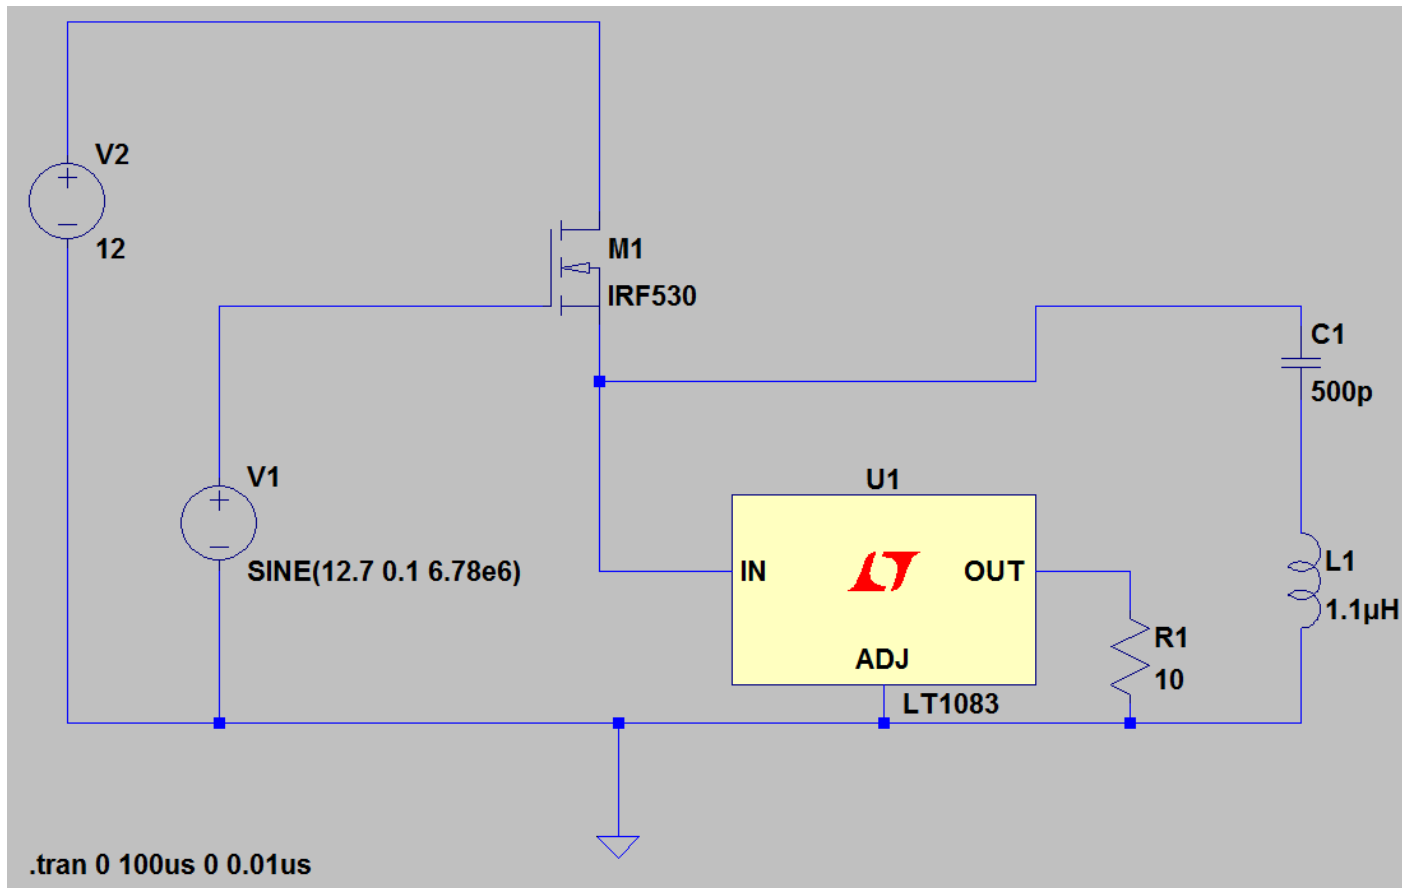 V2
12
M1
IRF530
V1
SINE(12.7 0.1 6.78e6)
C1
500p
U1
IN
OUT
ADJ
LT1083
R1
10
L1
1.1µH
.tran 0 100us 0 0.01us